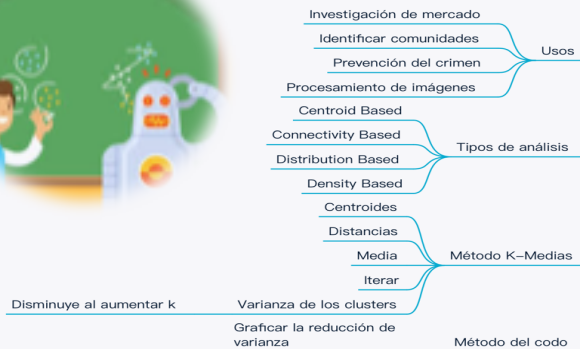 Investigación de mercado
Identificar comunidades
Usos
Prevención del crimen
Procesamiento de imágenes
Centroid Based
Connectivity Based
Tipos de análisis
Distribution Based
Density Based
Centroides
Distancias
Media
Método K-Medias
Iterar
Disminuye al aumentar k
Varianza de los clusters
Graficar la reducción de
varianza
Método del codo